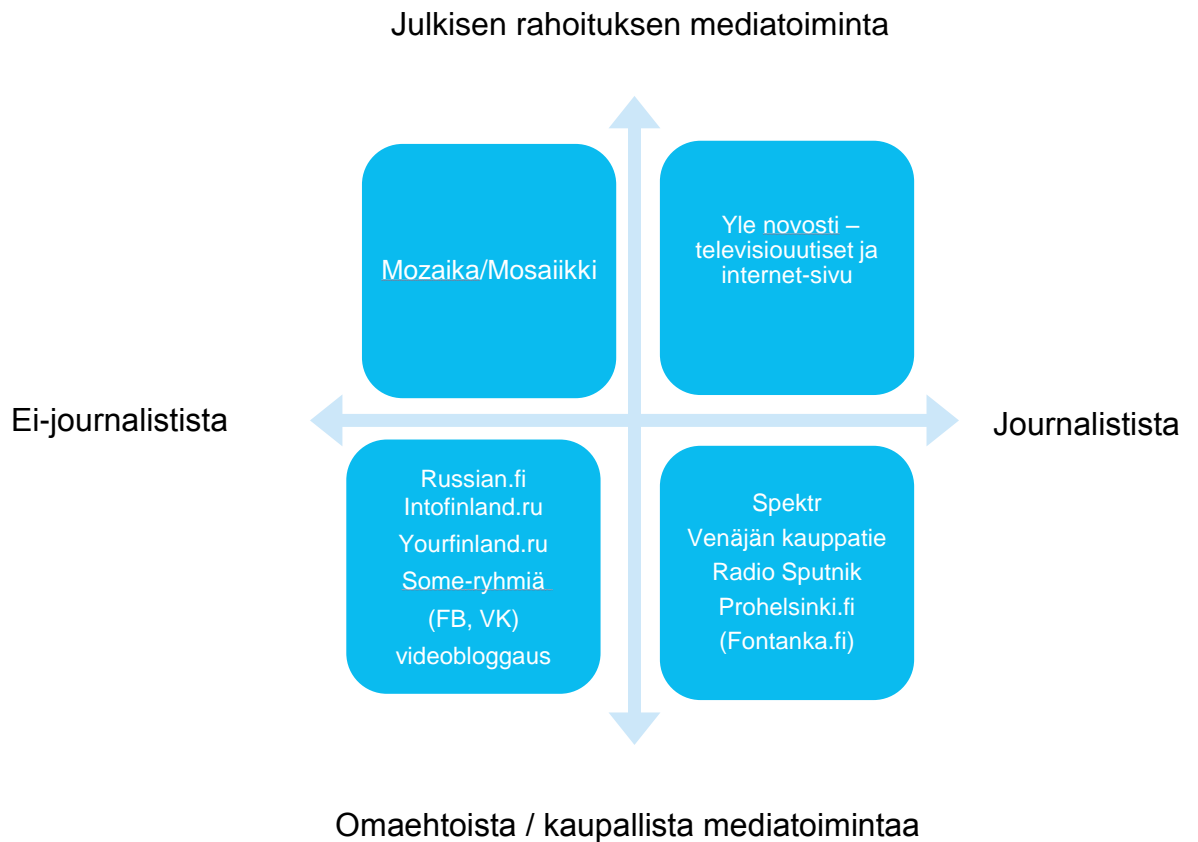 Julkisen rahoituksen mediatoiminta
Mozaika/Mosaiikki
Yle novosti –
televisiouutiset ja
internet-sivu
Ei-journalistista
Journalistista
Russian.fi
Intofinland.ru
Yourfinland.ru
Some-ryhmiä
(FB, VK)
videobloggaus
Spektr
Venäjän kauppatie
Radio Sputnik
Prohelsinki.fi
(Fontanka.fi)
Omaehtoista / kaupallista mediatoimintaa